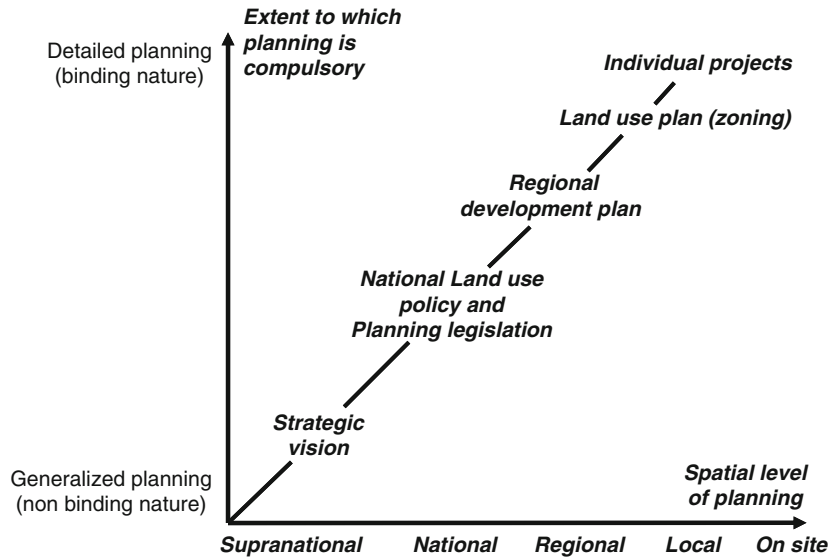 Extent to which
planning is
compulsory
Detailed planning
(binding nature)
Individual projects
Land use plan (zoning)
Regional
development plan
National Land use
policy and
Planning legislation
Strategic
vision
Generalized planning
(non binding nature)
Spatial level
of planning
Supranational
National
Regional
Local
On site